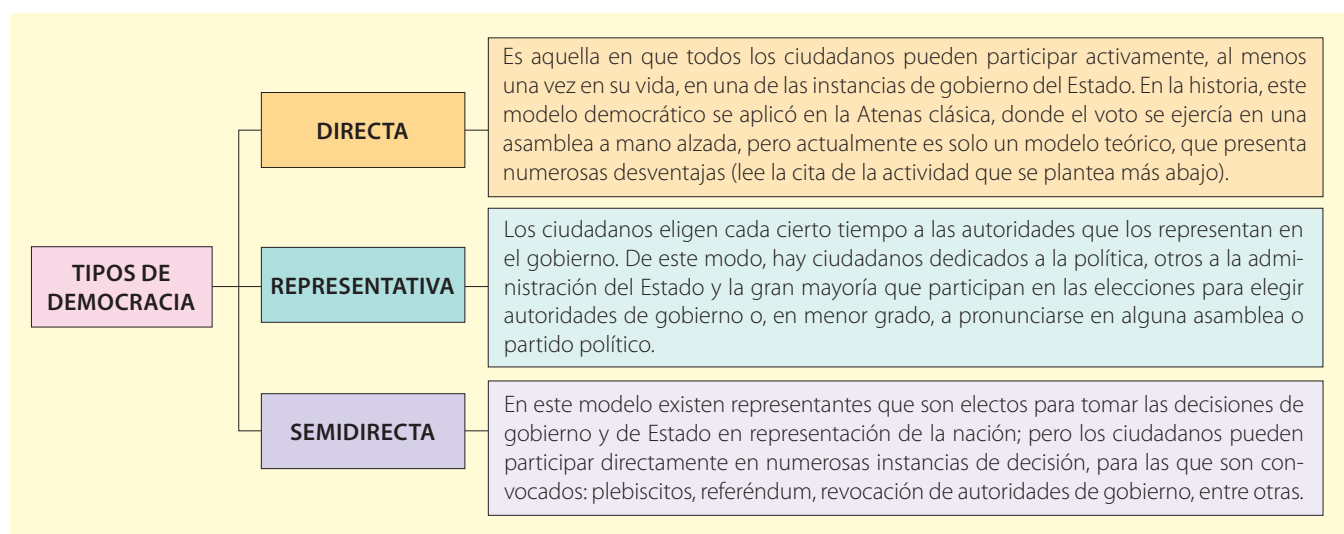 TIPOS DE
DEMOCRACIA
DIRECTA
Es aquella en que todos los ciudadanos pueden participar activamente, al menos
una vez en su vida, en una de las instancias de gobierno del Estado. En la historia, este
modelo democrático se aplicó en la Atenas clásica, donde el voto se ejercía en una
asamblea a mano alzada, pero actualmente es solo un modelo teórico, que presenta
numerosas desventajas (lee la cita de la actividad que se plantea más abajo).
REPRESENTATIVA
Los ciudadanos eligen cada cierto tiempo a las autoridades que los representan en
el gobierno. De este modo, hay ciudadanos dedicados a la política, otros a la admi-
nistración del Estado y la gran mayoría que participan en las elecciones para elegir
autoridades de gobierno o, en menor grado, a pronunciarse en alguna asamblea o
partido político.
SEMIDIRECTA
En este modelo existen representantes que son electos para tomar las decisiones de
gobierno y de Estado en representación de la nación; pero los ciudadanos pueden
participar directamente en numerosas instancias de decisión, para las que son con-
vocados: plebiscitos, referéndum, revocación de autoridades de gobierno, entre otras.